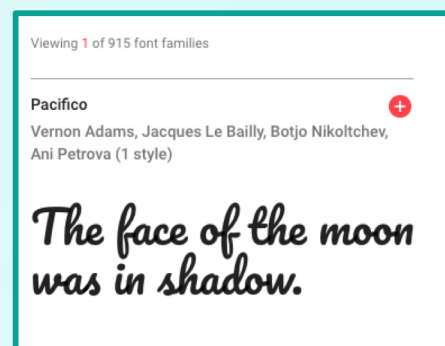 Viewing 1 of 915 font families
Pacifico
Vernon Adams, Jacques Le Bailly, Botjo Nikoltchev,
Ani Petrova (1 style)
The face of the moon
was in shadow.